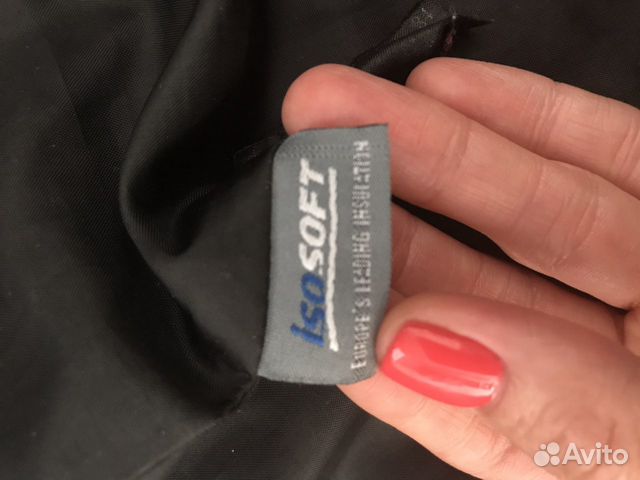 isoSOFT
EUROPE'S LEADING INSULATION
Avito